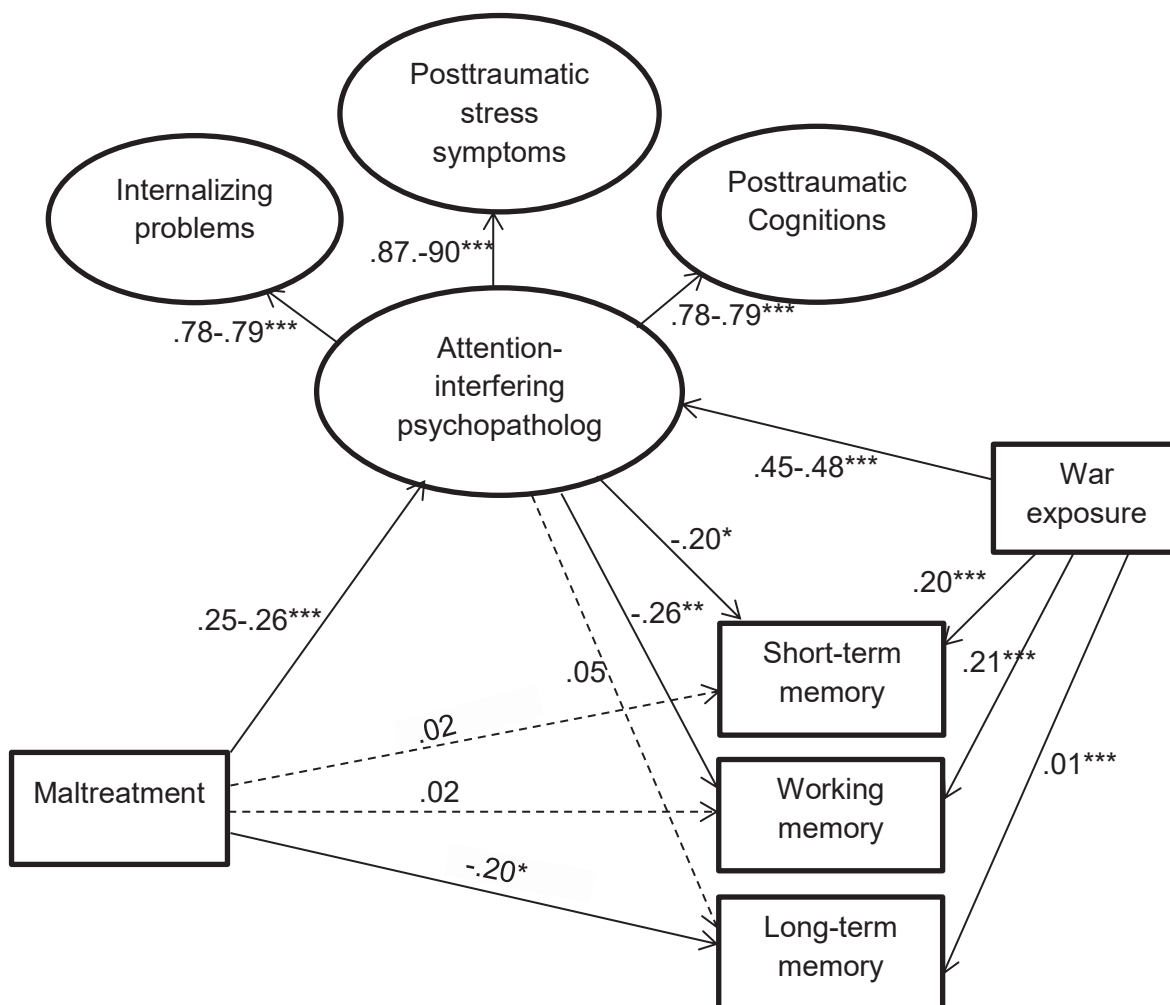 Posttraumatic
stress
symptoms
Internalizing
problems
Posttraumatic
Cognitions
.87.-90***
.78-.79***
.78-.79***
Attention-
interfering
psychopatholog
.45-.48***
War
exposure
-.20*
.20***
.25-.26***
-.26**
Short-term
memory
.21***
.05
.02
.01***
Maltreatment
.02
Working
memory
-.20*
Long-term
memory